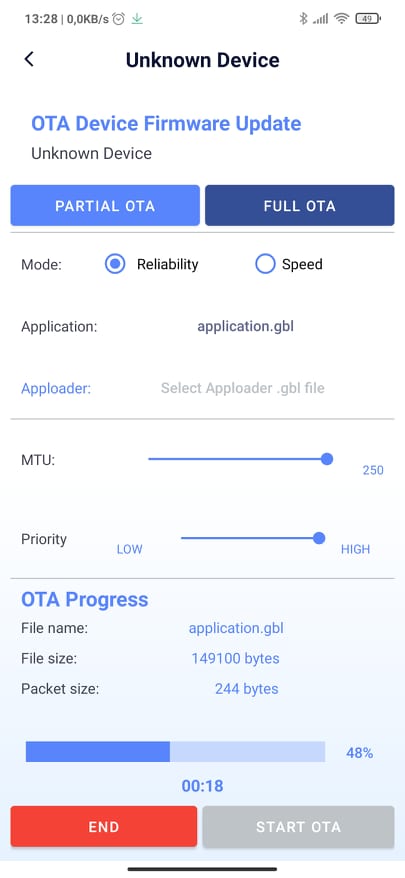 13:28 | 0,0KB/s 49
Unknown Device
OTA Device Firmware Update
Unknown Device
PARTIAL OTA FULL OTA
Mode: Reliability Speed
Application: application.gbl
Apploader: Select Apploader .gbl file
MTU: 250
Priority LOW HIGH
OTA Progress
File name: application.gbl
File size: 149100 bytes
Packet size: 244 bytes
48%
00:18
END START OTA